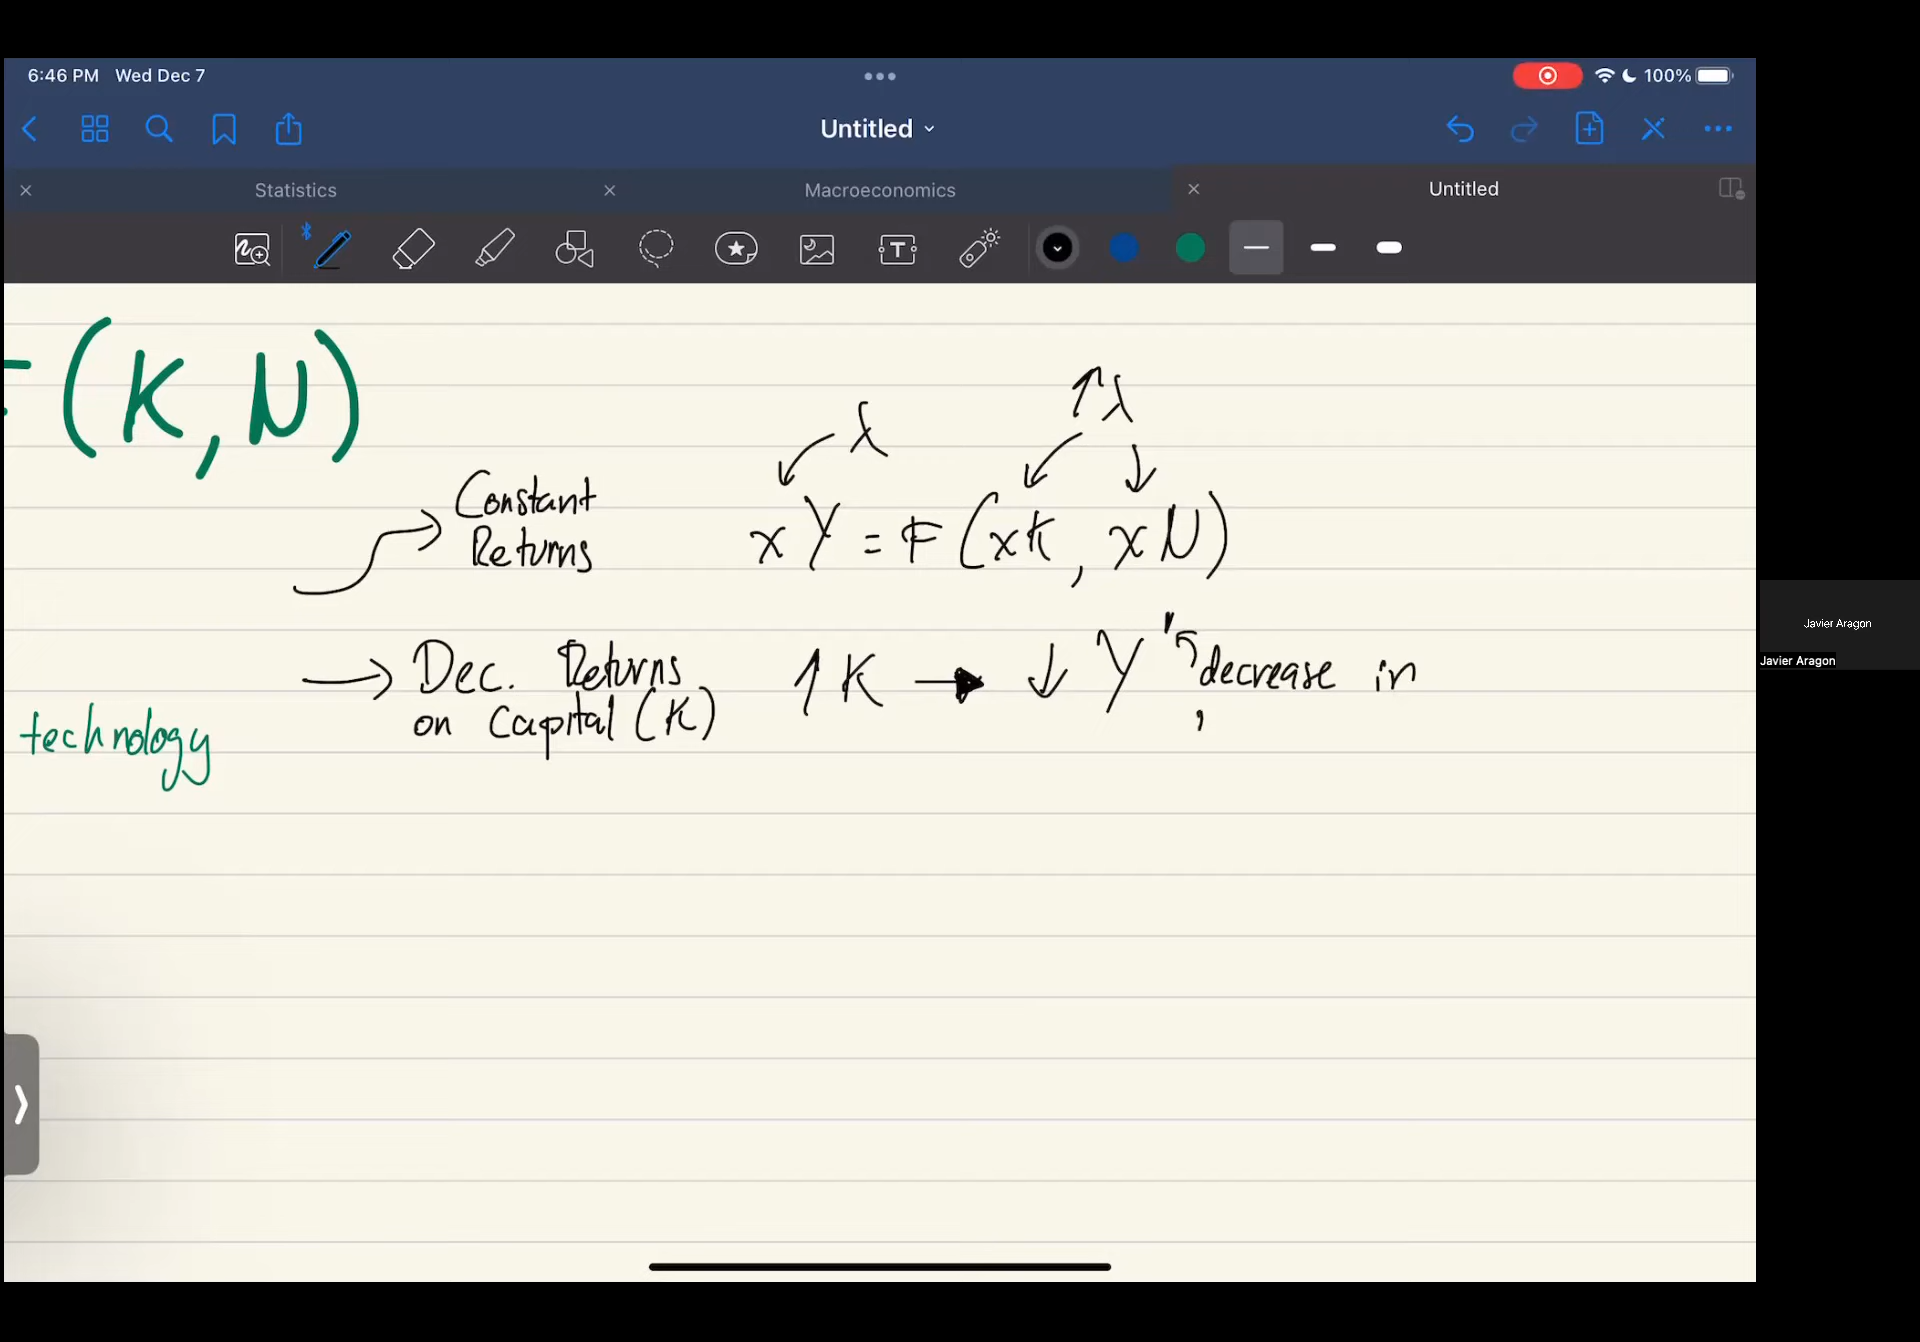 6:46 PM Wed Dec 7
100%
Untitled
Statistics
Macroeconomics
Untitled
F(K, N)
↑λ
λ
Constant
Returns
xY = F(xK, xN)
Dec. Returns
on Capital (K)
↑K → ↓Y " decrease in
technology
Javier Aragon
Javier Aragon